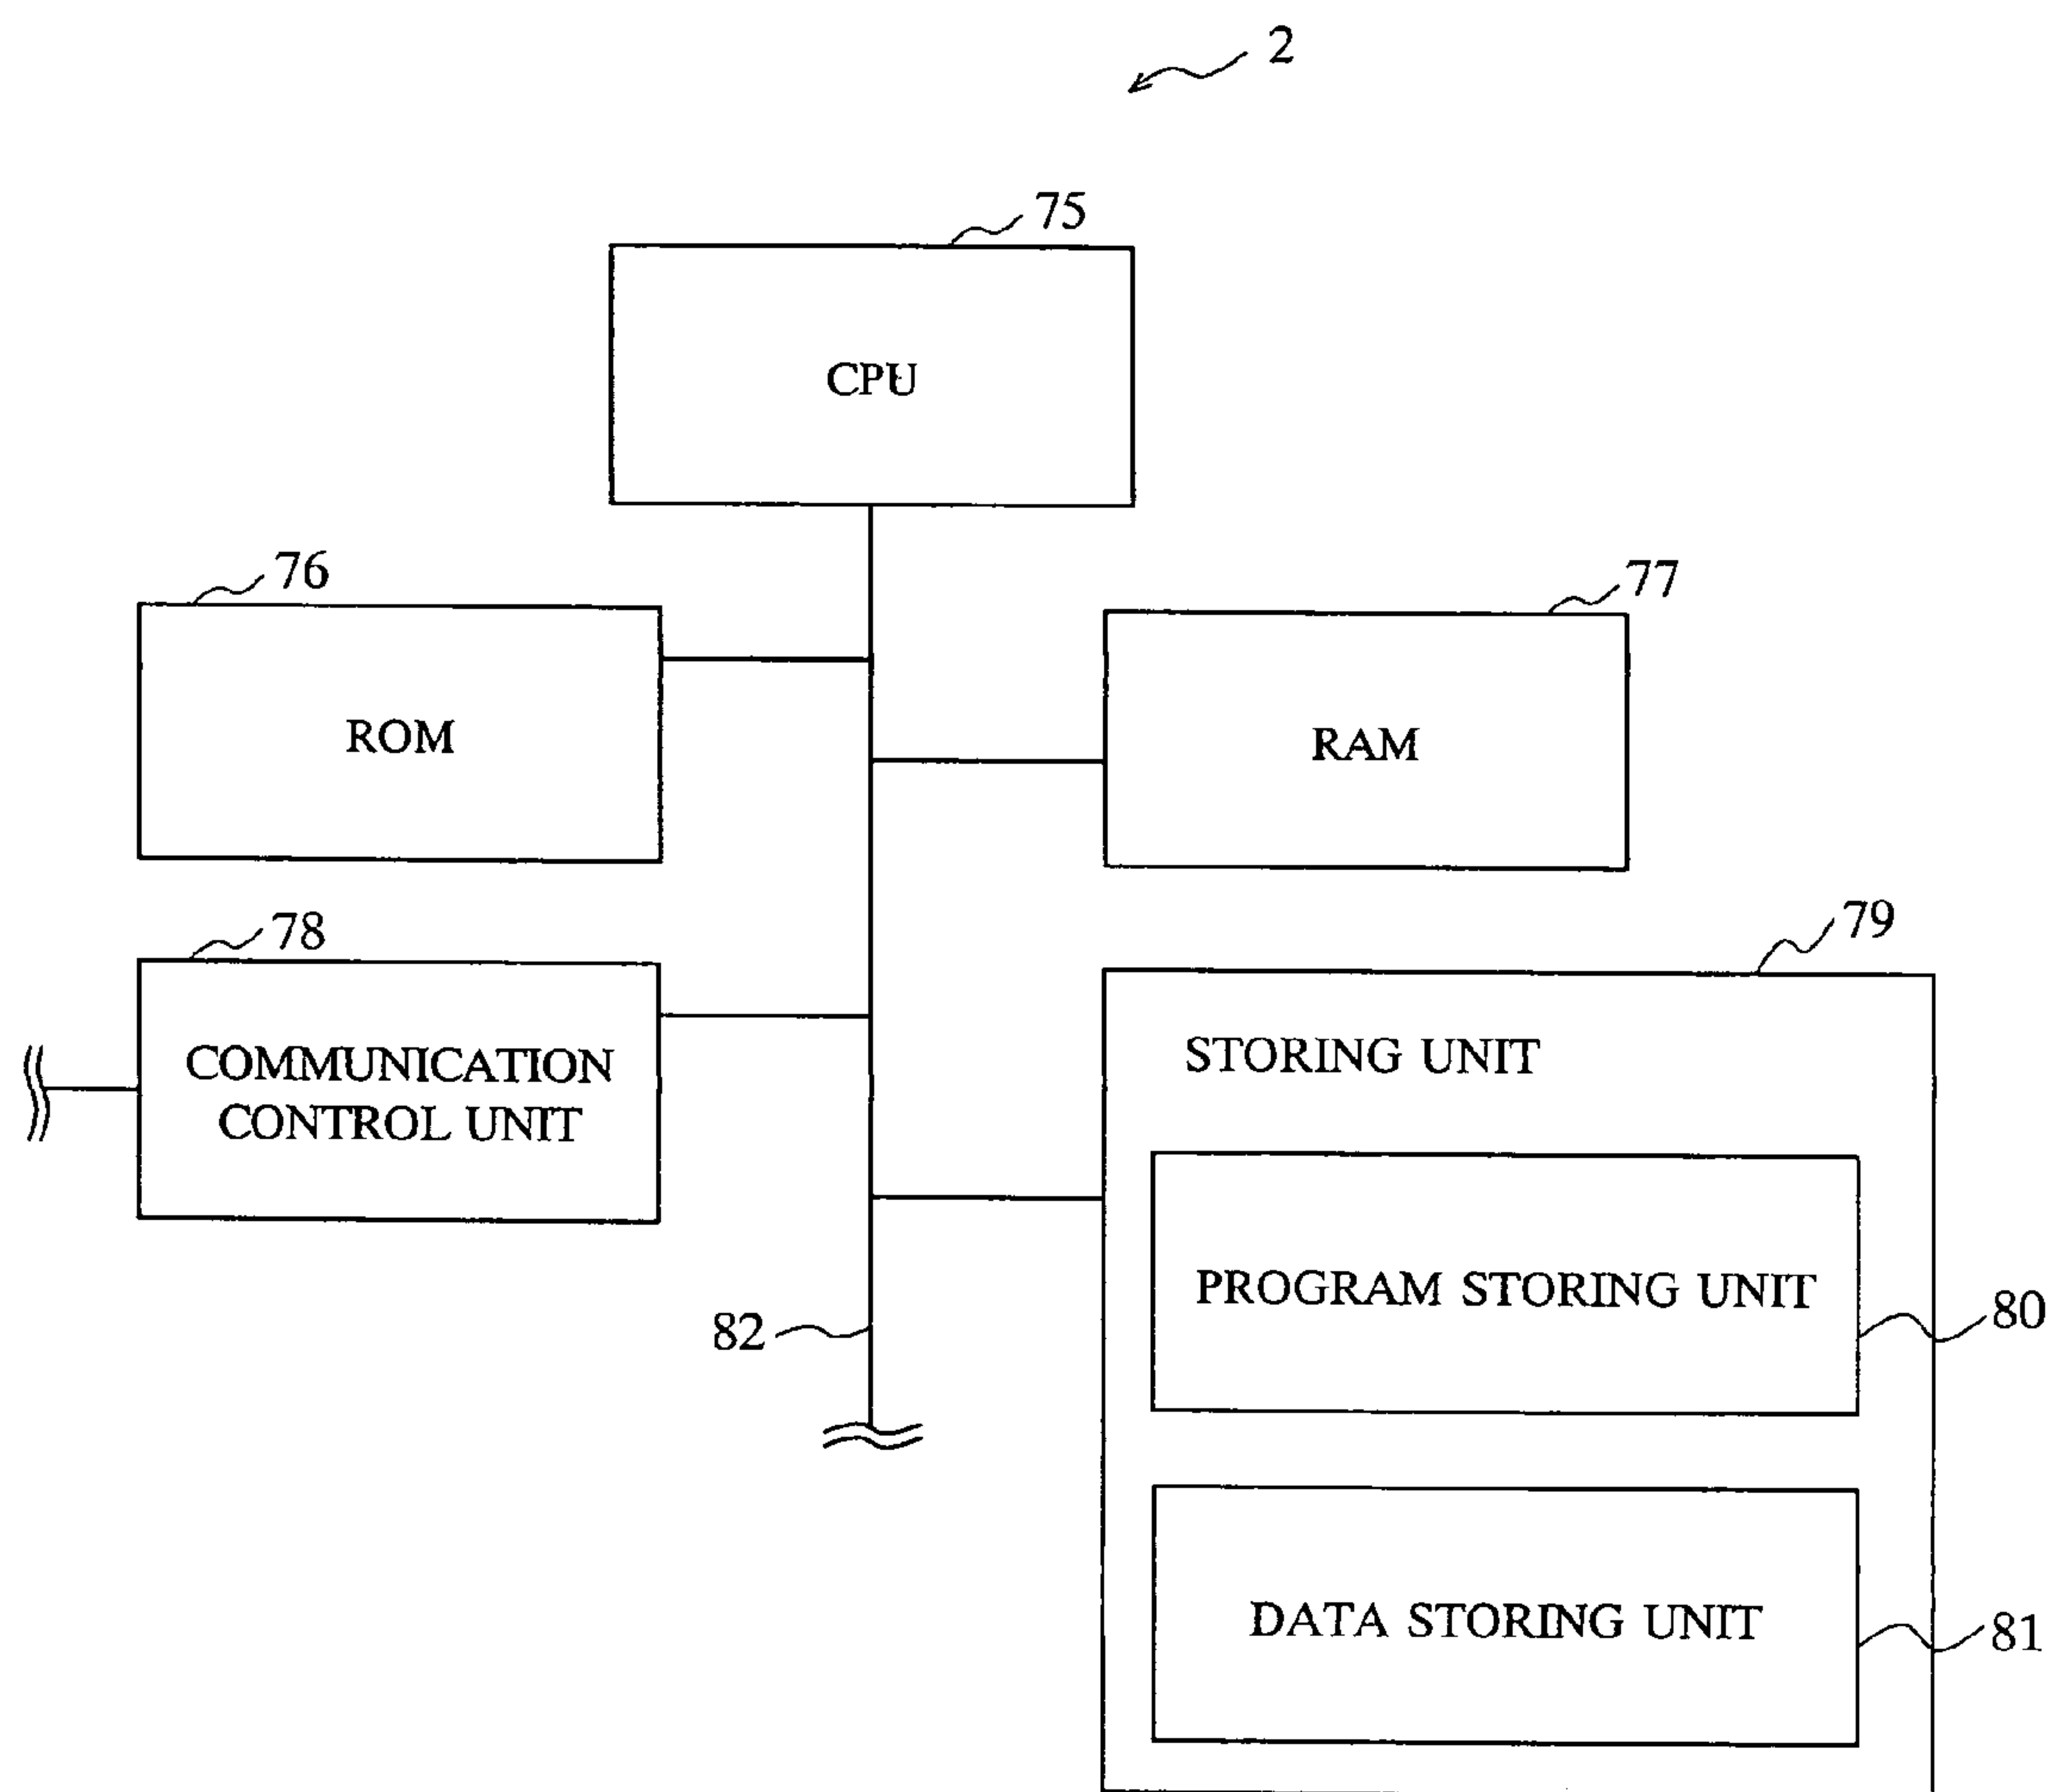 2
75
CPU
76
77
ROM
RAM
78
79
COMMUNICATION
CONTROL UNIT
STORING UNIT
PROGRAM STORING UNIT
80
82
DATA STORING UNIT
81